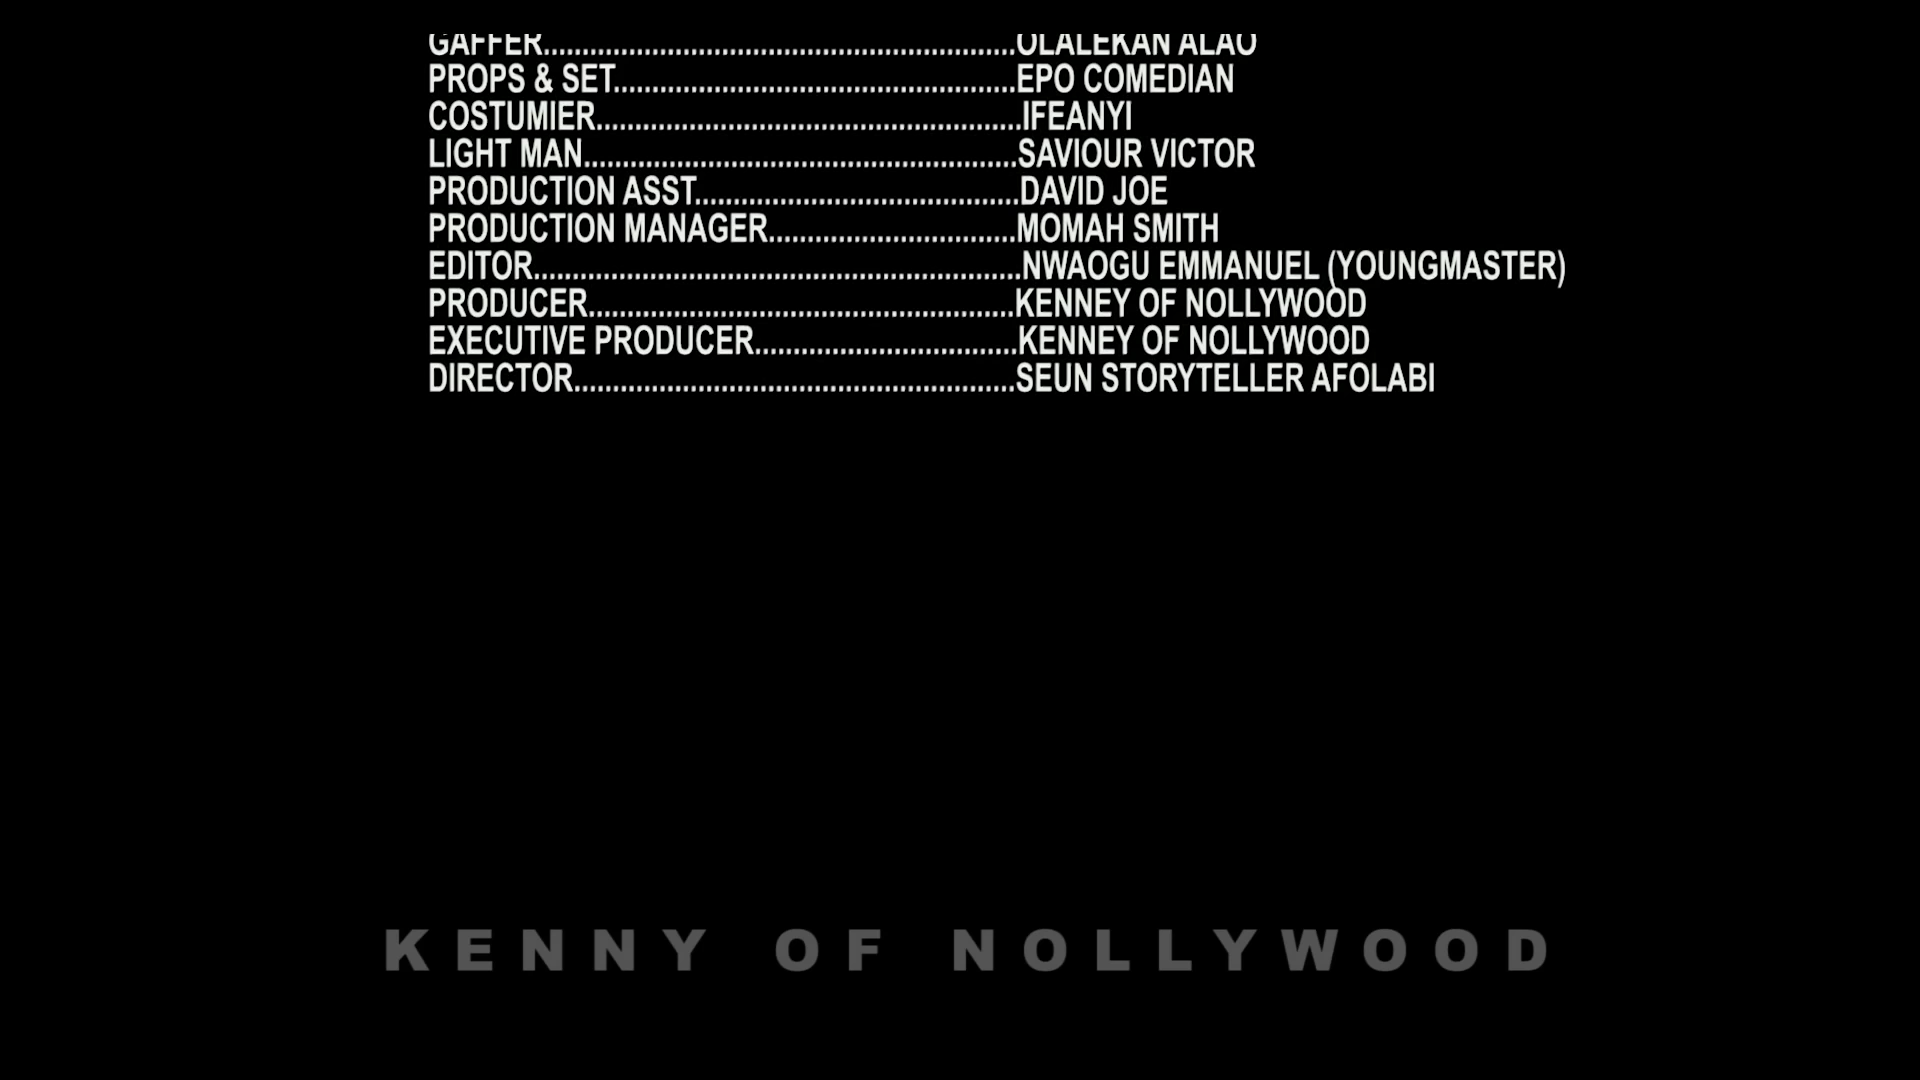 GAFFER.............................................................OLALEKAN ALAO
PROPS & SET....................................................EPO COMEDIAN
COSTUMIER.......................................................IFEANYI
LIGHT MAN........................................................SAVIOUR VICTOR
PRODUCTION ASST..........................................DAVID JOE
PRODUCTION MANAGER................................MOMAH SMITH
EDITOR...............................................................NWAOGU EMMANUEL (YOUNGMASTER)
PRODUCER.......................................................KENNEY OF NOLLYWOOD
EXECUTIVE PRODUCER..................................KENNEY OF NOLLYWOOD
DIRECTOR.........................................................SEUN STORYTELLER AFOLABI
KENNY OF NOLLYWOOD